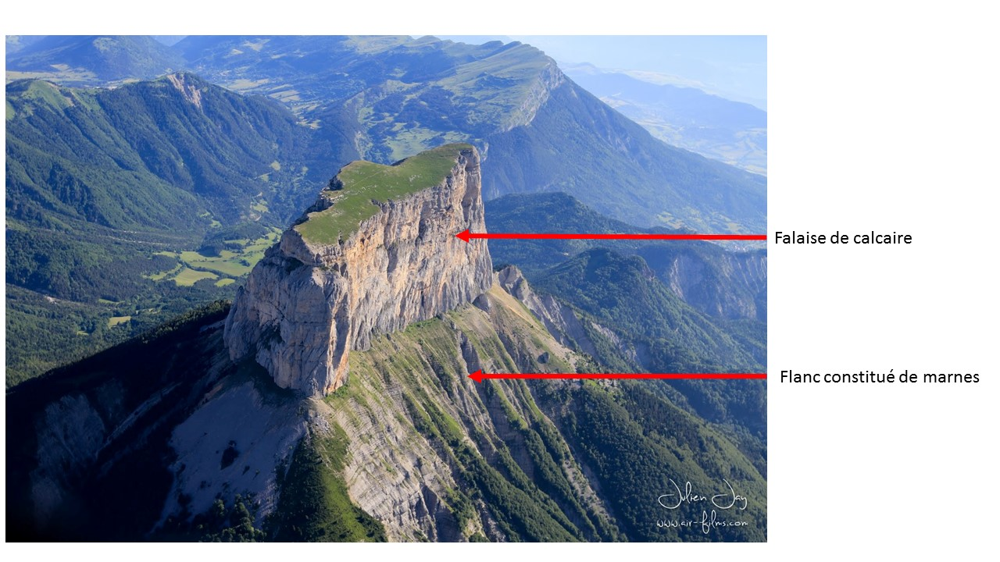 Falaise de calcaire
Flanc constitué de marnes
Julien Jay
www.air-films.com